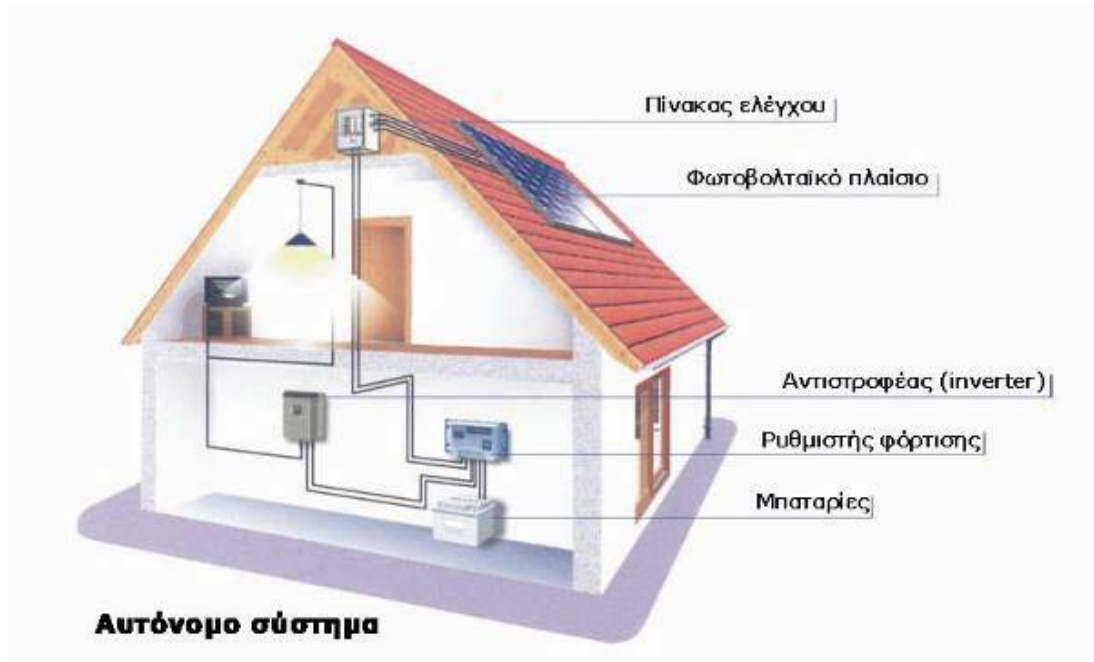 Πίνακας ελέγχου
Φωτοβολταϊκό πλαίσιο
Αντιστροφέας (inverter)
Ρυθμιστής φόρτισης
Μπαταρίες
Αυτόνομο σύστημα